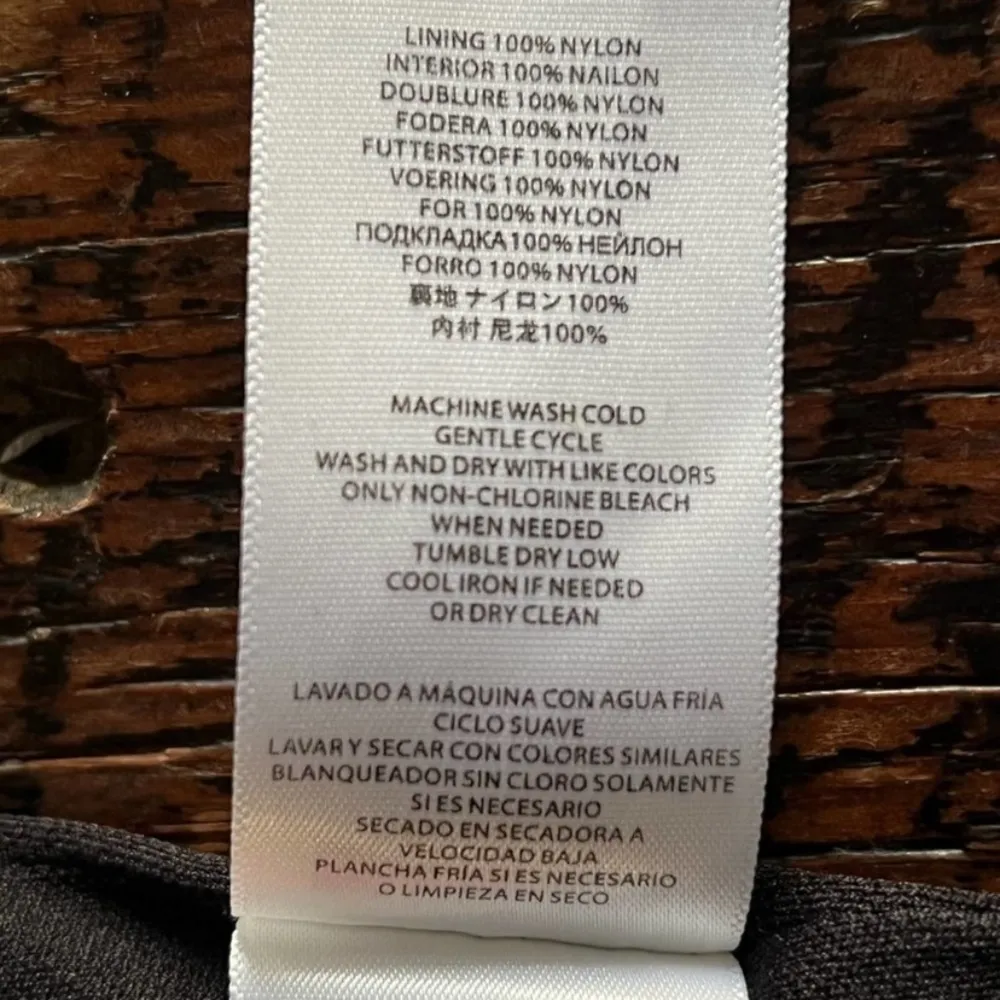 LINING 100% NYLON
INTERIOR 100% NAILON
DOUBLURE 100% NYLON
FODERA 100% NYLON
FUTTERSTOFF 100% NYLON
VOERING 100% NYLON
FOR 100% NYLON
ПОДКЛАДКА 100% НЕЙЛОН
FORRO 100% NYLON
裏地 ナイロン 100%
内衬 尼龙100%
MACHINE WASH COLD
GENTLE CYCLE
WASH AND DRY WITH LIKE COLORS
ONLY NON-CHLORINE BLEACH
WHEN NEEDED
TUMBLE DRY LOW
COOL IRON IF NEEDED
OR DRY CLEAN
LAVADO A MÁQUINA CON AGUA FRÍA
CICLO SUAVE
LAVAR Y SECAR CON COLORES SIMILARES
BLANQUEADOR SIN CLORO SOLAMENTE
SI ES NECESARIO
SECADO EN SECADORA A
VELOCIDAD BAJA
PLANCHA FRÍA SI ES NECESARIO
O LIMPIEZA EN SECO